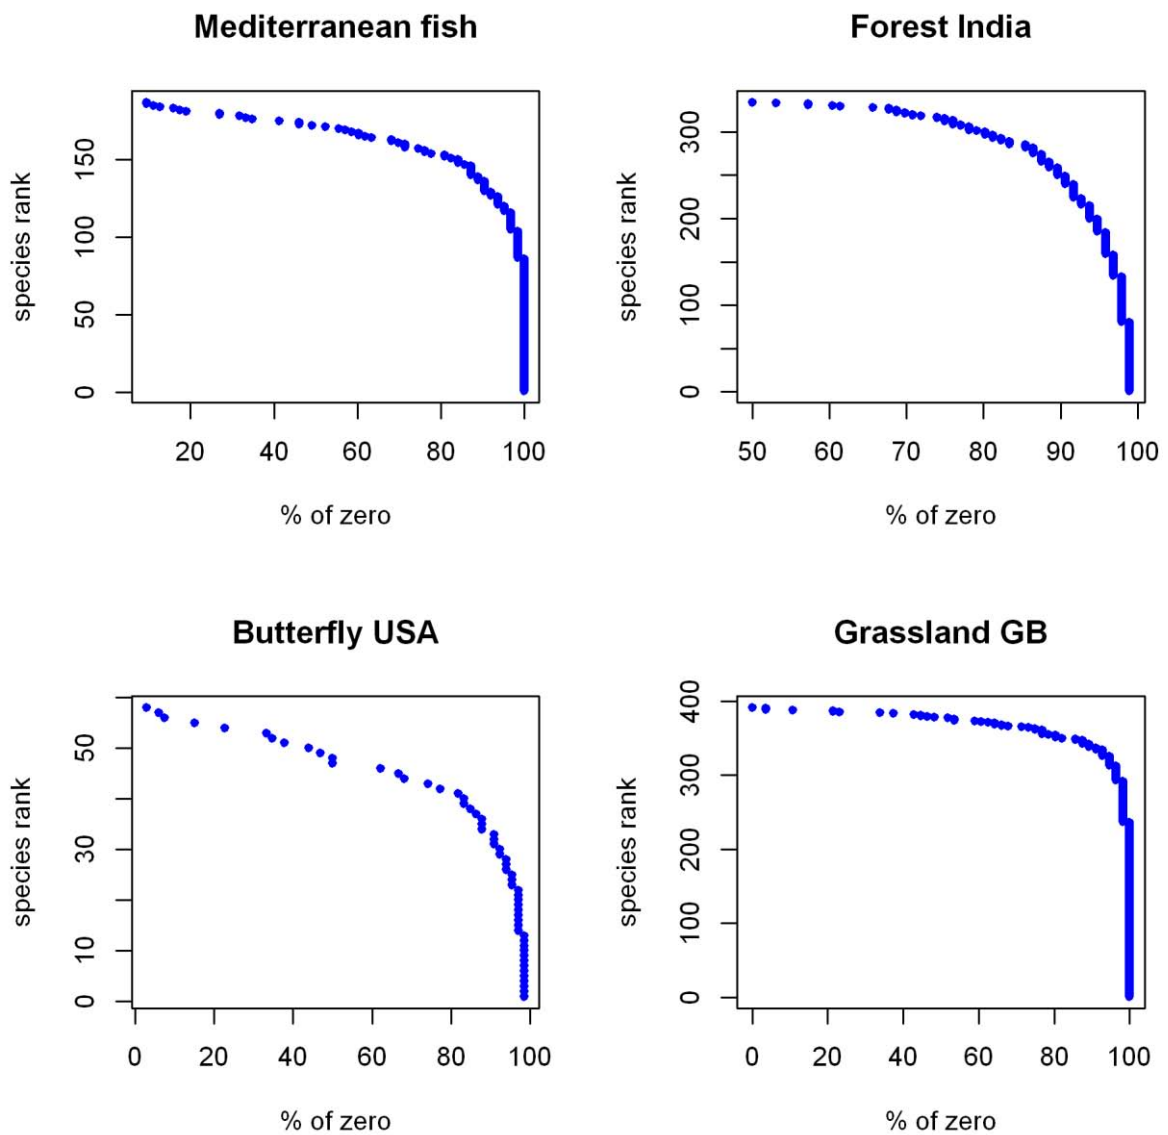 Mediterranean fish
species rank
150
100
50
0
20 40 60 80 100
% of zero
Forest India
species rank
300
200
100
0
50 60 70 80 90 100
% of zero
Butterfly USA
species rank
50
30
10
0
0 20 40 60 80 100
% of zero
Grassland GB
species rank
400
300
200
100
0
0 20 40 60 80 100
% of zero